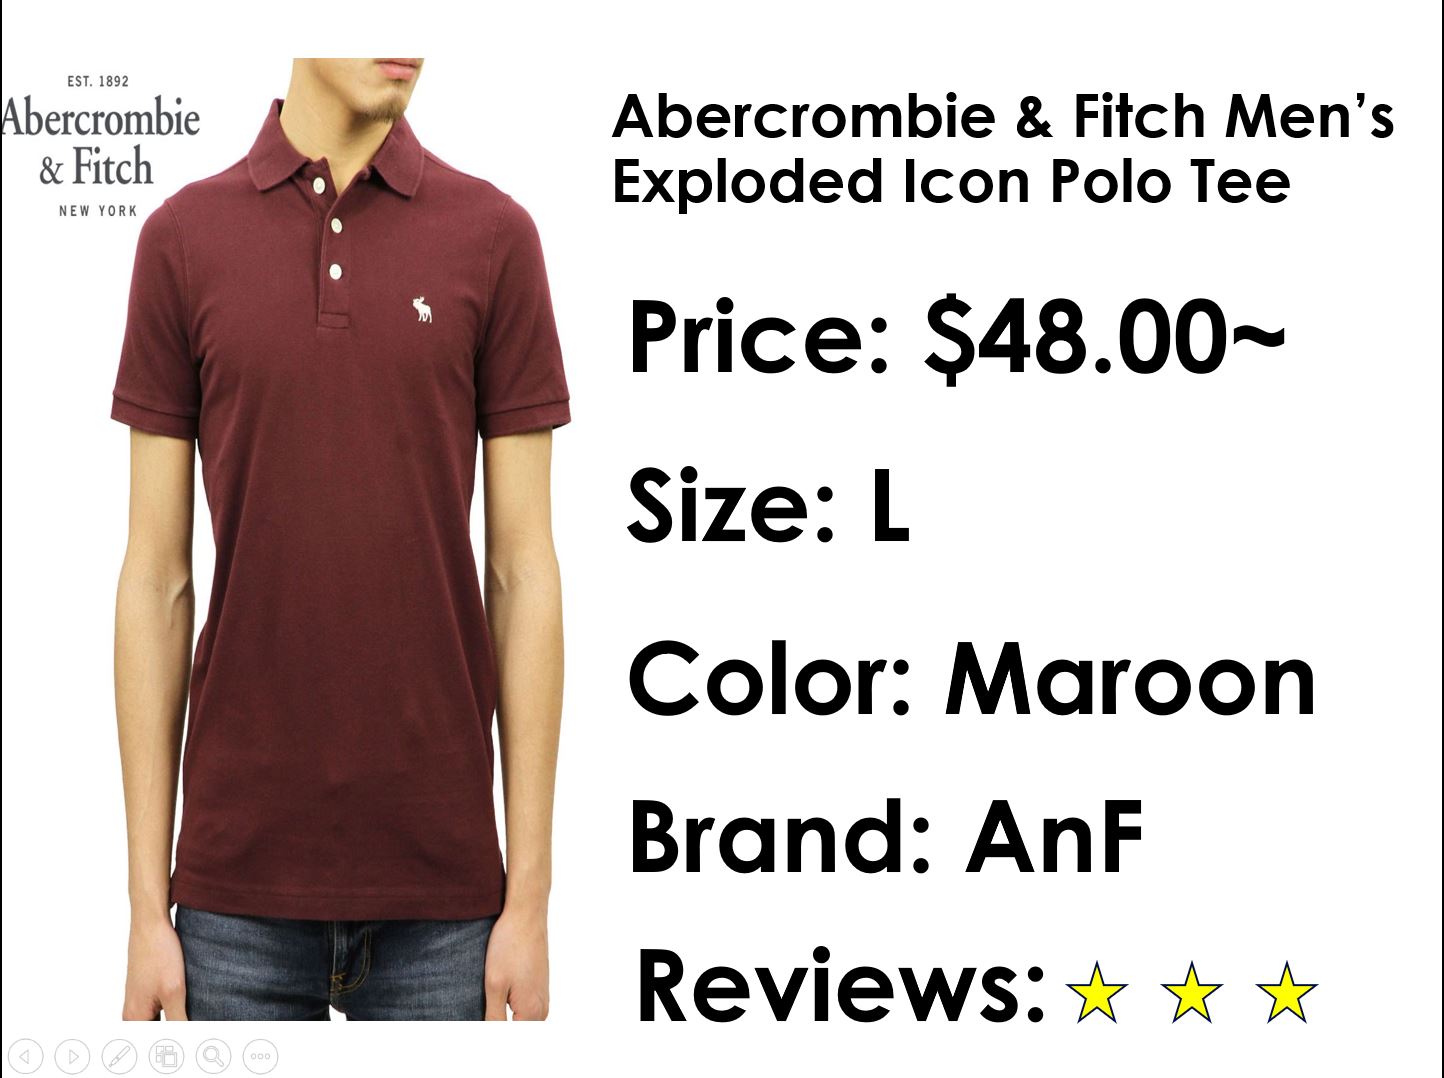 EST. 1892
Abercrombie
& Fitch
NEW YORK
Abercrombie & Fitch Men’s
Exploded Icon Polo Tee
Price: $48.00~
Size: L
Color: Maroon
Brand: AnF
Reviews: